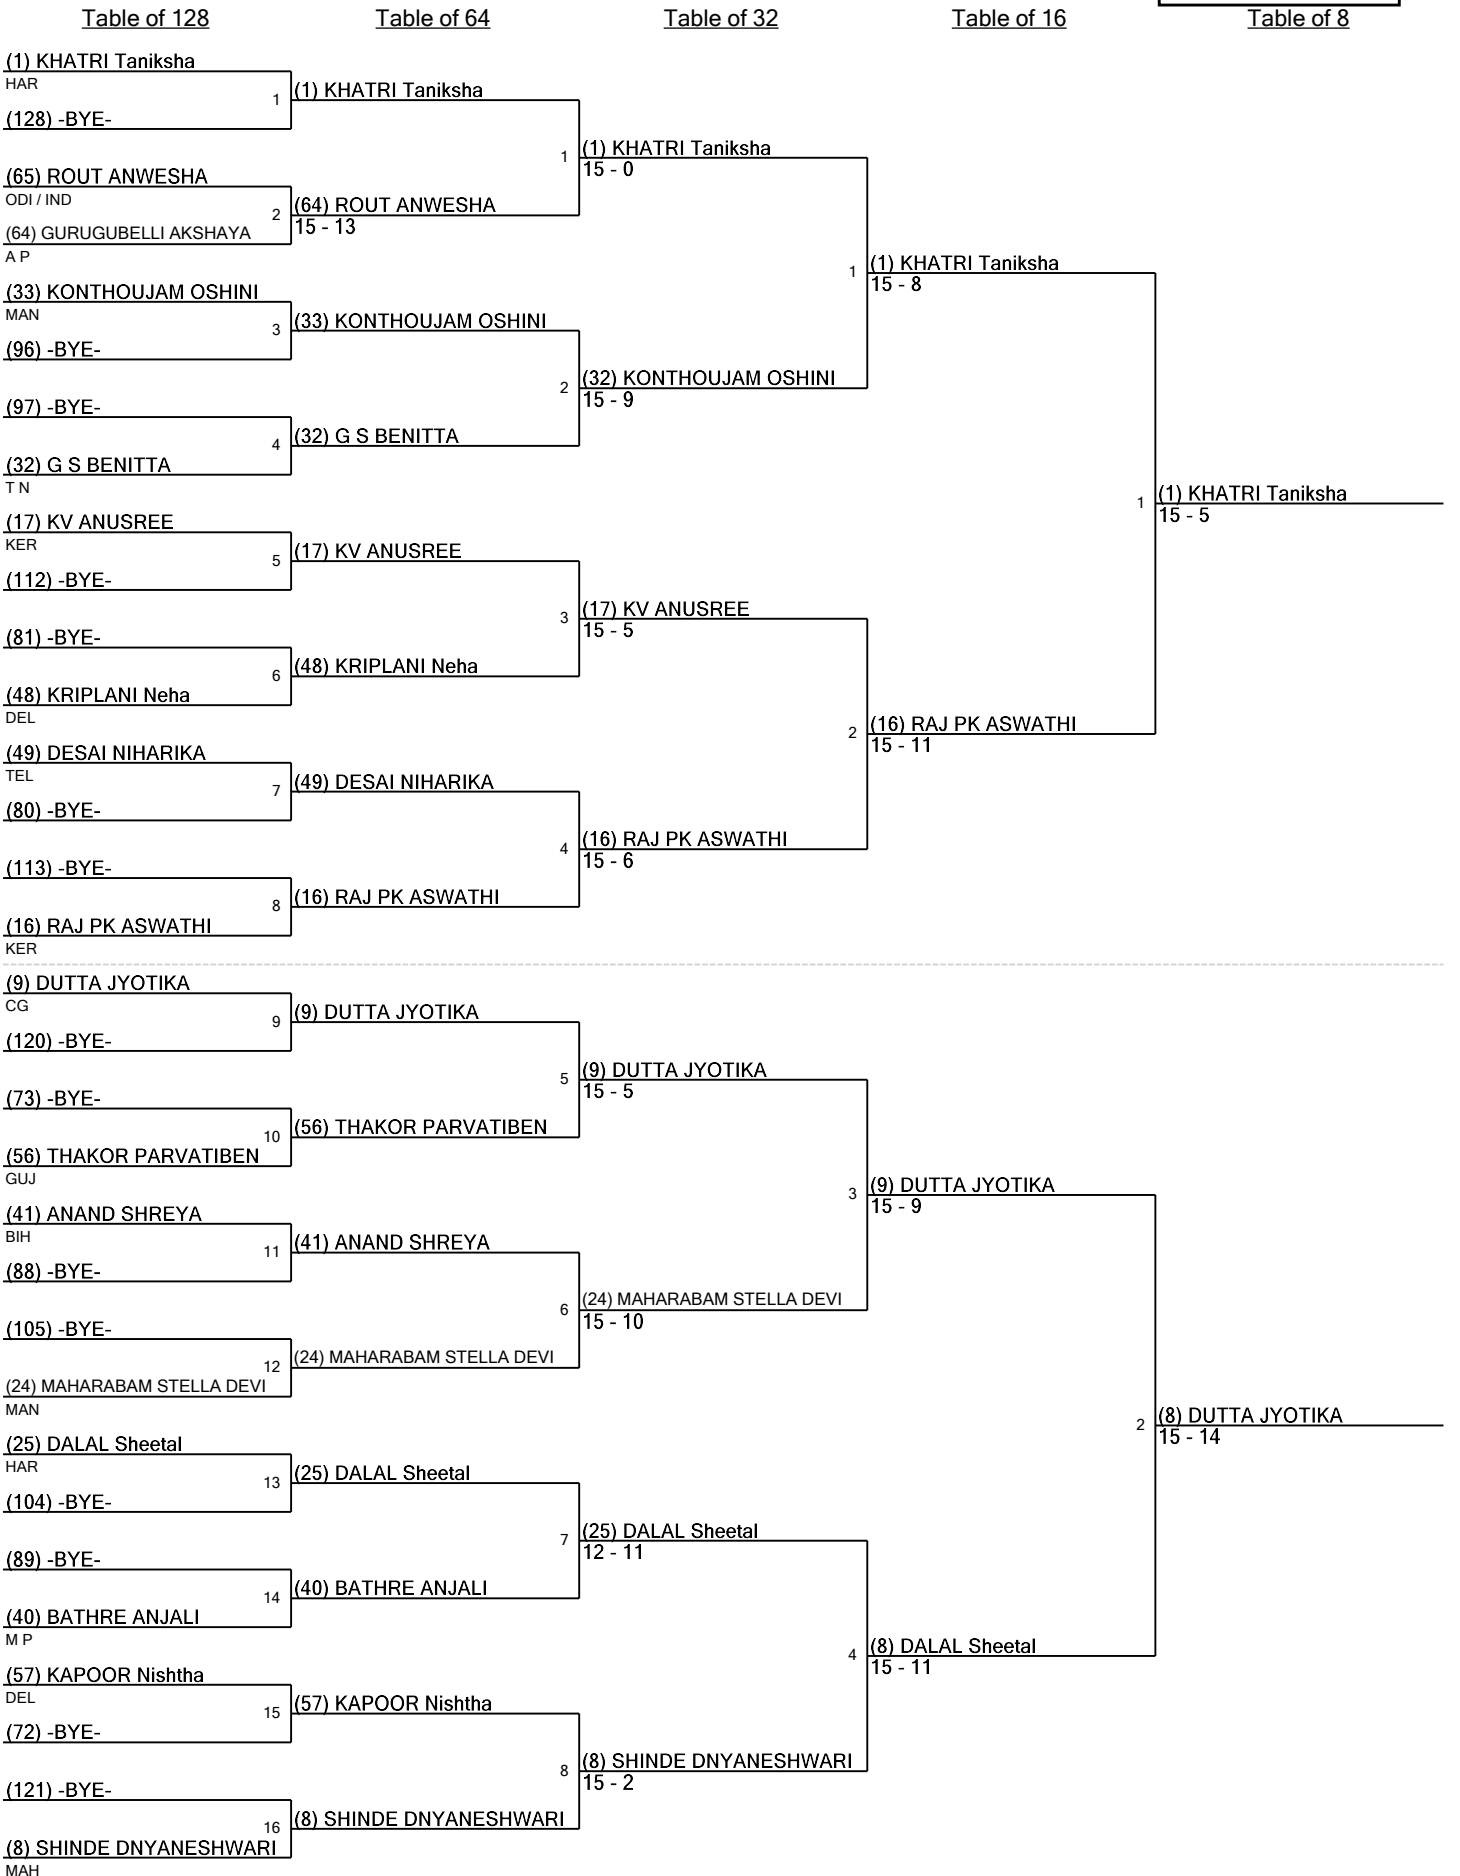 Table of 128
Table of 64
Table of 32
Table of 16
Table of 8
(1) KHATRI Taniksha
HAR
1
(128) -BYE-
(65) ROUT ANWESHA
ODI / IND
2
(64) GURUGUBELLI AKSHAYA
A P
(33) KONTHOUJAM OSHINI
MAN
3
(96) -BYE-
(97) -BYE-
4
(32) G S BENITTA
T N
(17) KV ANUSREE
KER
5
(112) -BYE-
(81) -BYE-
6
(48) KRIPLANI Neha
DEL
(49) DESAI NIHARIKA
TEL
7
(80) -BYE-
(113) -BYE-
8
(16) RAJ PK ASWATHI
KER
(9) DUTTA JYOTIKA
CG
9
(120) -BYE-
(73) -BYE-
10
(56) THAKOR PARVATIBEN
GUJ
(41) ANAND SHREYA
BIH
11
(88) -BYE-
(105) -BYE-
12
(24) MAHARABAM STELLA DEVI
MAN
(25) DALAL Sheetal
HAR
13
(104) -BYE-
(89) -BYE-
14
(40) BATHRE ANJALI
M P
(57) KAPOOR Nishtha
DEL
15
(72) -BYE-
(121) -BYE-
16
(8) SHINDE DNYANESHWARI
MAH
(1) KHATRI Taniksha
1
(64) ROUT ANWESHA
15 - 13
(33) KONTHOUJAM OSHINI
2
(32) G S BENITTA
(17) KV ANUSREE
3
(48) KRIPLANI Neha
(49) DESAI NIHARIKA
4
(16) RAJ PK ASWATHI
(9) DUTTA JYOTIKA
5
(56) THAKOR PARVATIBEN
(41) ANAND SHREYA
6
(24) MAHARABAM STELLA DEVI
(25) DALAL Sheetal
7
(40) BATHRE ANJALI
(57) KAPOOR Nishtha
8
(8) SHINDE DNYANESHWARI
(1) KHATRI Taniksha
15 - 0
1
(32) KONTHOUJAM OSHINI
15 - 9
(17) KV ANUSREE
15 - 5
2
(16) RAJ PK ASWATHI
15 - 6
(9) DUTTA JYOTIKA
15 - 5
3
(24) MAHARABAM STELLA DEVI
15 - 10
(25) DALAL Sheetal
12 - 11
4
(8) SHINDE DNYANESHWARI
15 - 2
(1) KHATRI Taniksha
15 - 8
1
(16) RAJ PK ASWATHI
15 - 11
(9) DUTTA JYOTIKA
15 - 9
2
(8) DALAL Sheetal
15 - 11
(1) KHATRI Taniksha
15 - 5
(8) DUTTA JYOTIKA
15 - 14